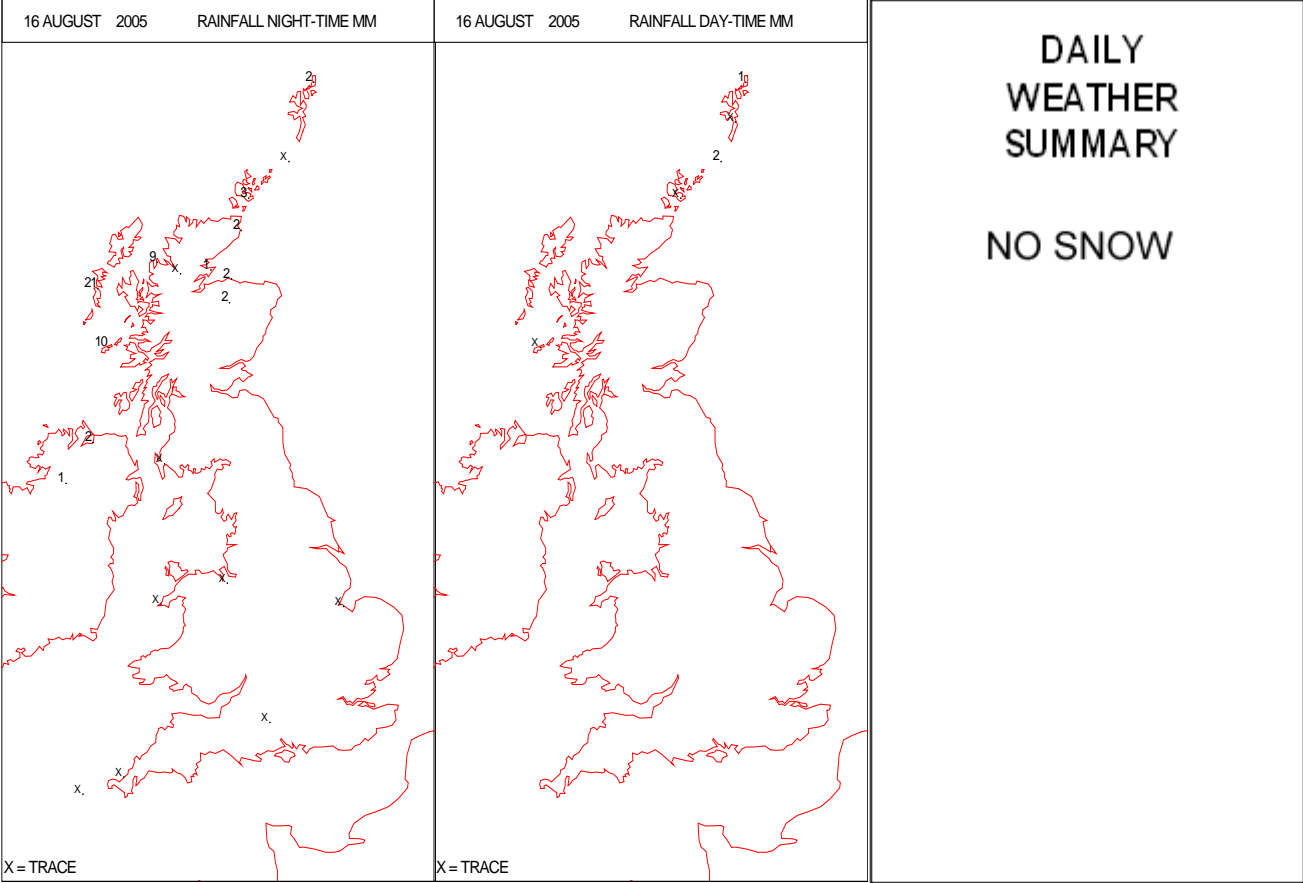 16 AUGUST 2005 RAINFALL NIGHT-TIME MM
2
X
3
2
9
X
1
2
21
2
10
2
X
1
X
X
X
X
X
X
X = TRACE
16 AUGUST 2005 RAINFALL DAY-TIME MM
1
X
2
X
X
X = TRACE
DAILY
WEATHER
SUMMARY
NO SNOW